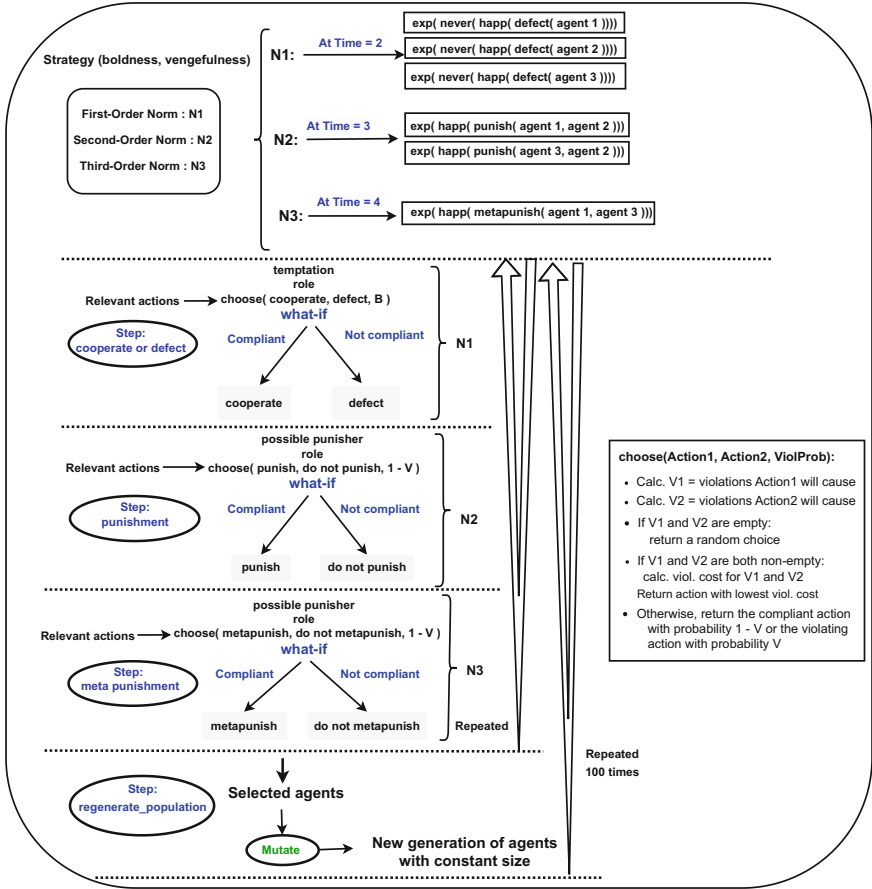 Strategy (boldness, vengefulness)
First-Order Norm : N1
Second-Order Norm : N2
Third-Order Norm : N3
N1:
At Time = 2
exp( never( happ( defect( agent 1 ))))
exp( never( happ( defect( agent 2 ))))
exp( never( happ( defect( agent 3 ))))
N2:
At Time = 3
exp( happ( punish( agent 1, agent 2 )))
exp( happ( punish( agent 3, agent 2 )))
N3:
At Time = 4
exp( happ( metapunish( agent 1, agent 3 )))
temptation
role
Relevant actions
choose( cooperate, defect, B )
what-if
Step:
cooperate or defect
Compliant
Not compliant
N1
cooperate
defect
possible punisher
role
Relevant actions
choose( punish, do not punish, 1 - V )
what-if
Step:
punishment
Compliant
Not compliant
N2
punish
do not punish
possible punisher
role
Relevant actions
choose( metapunish, do not metapunish, 1 - V )
what-if
Step:
meta punishment
Compliant
Not compliant
N3
metapunish
do not metapunish
Repeated
Step:
regenerate_population
Selected agents
Mutate
New generation of agents
with constant size
Repeated
100 times
choose(Action1, Action2, ViolProb):
• Calc. V1 = violations Action1 will cause
• Calc. V2 = violations Action2 will cause
• If V1 and V2 are empty:
return a random choice
• If V1 and V2 are both non-empty:
calc. viol. cost for V1 and V2
Return action with lowest viol. cost
• Otherwise, return the compliant action
with probability 1 - V or the violating
action with probability V